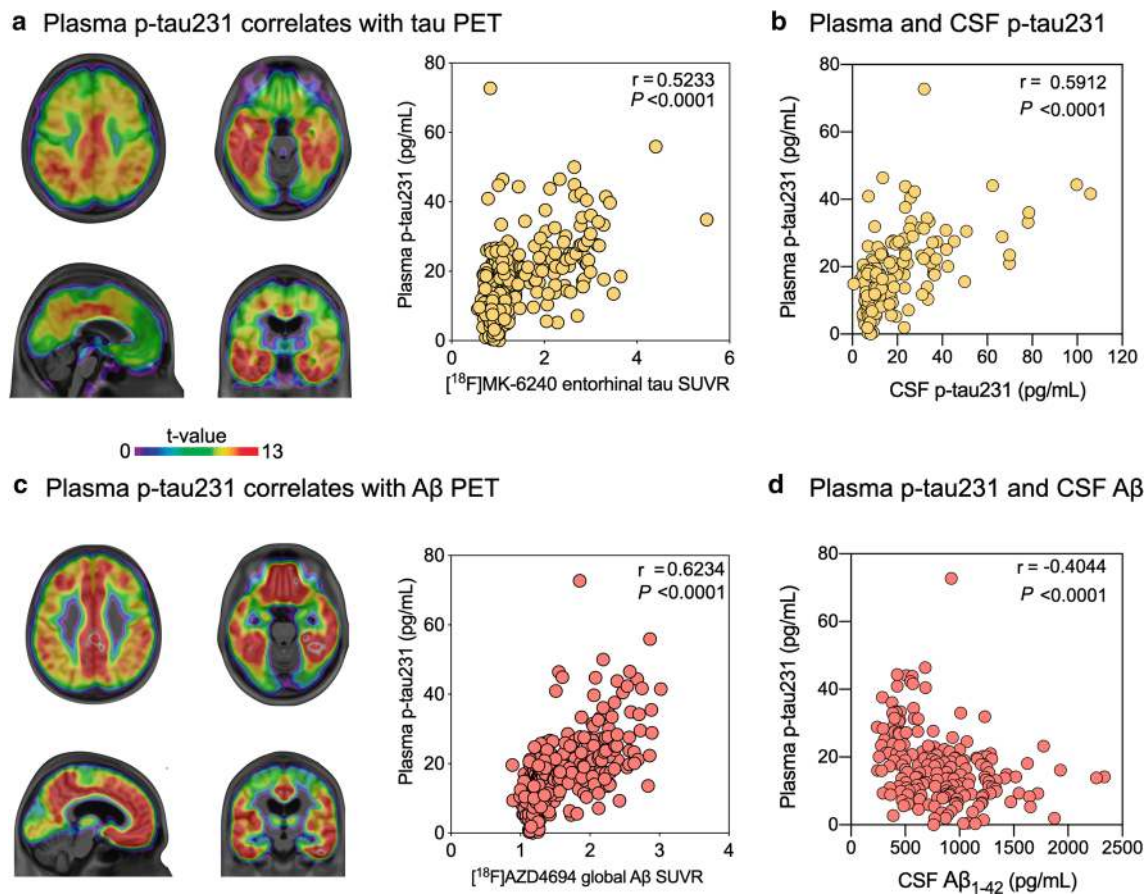 a Plasma p-tau231 correlates with tau PET
80
60
40
20
0
Plasma p-tau231 (pg/mL)
r = 0.5233
P <0.0001
0 2 4 6
[¹⁸F]MK-6240 entorhinal tau SUVR
t-value
0 13
b Plasma and CSF p-tau231
80
60
40
20
0
Plasma p-tau231 (pg/mL)
r = 0.5912
P <0.0001
0 20 40 60 80 100 120
CSF p-tau231 (pg/mL)
c Plasma p-tau231 correlates with Aβ PET
80
60
40
20
0
Plasma p-tau231 (pg/mL)
r = 0.6234
P <0.0001
0 1 2 3 4
[¹⁸F]AZD4694 global Aβ SUVR
d Plasma p-tau231 and CSF Aβ
80
60
40
20
0
Plasma p-tau231 (pg/mL)
r = -0.4044
P <0.0001
0 500 1000 1500 2000 2500
CSF Aβ₁₋₄₂ (pg/mL)